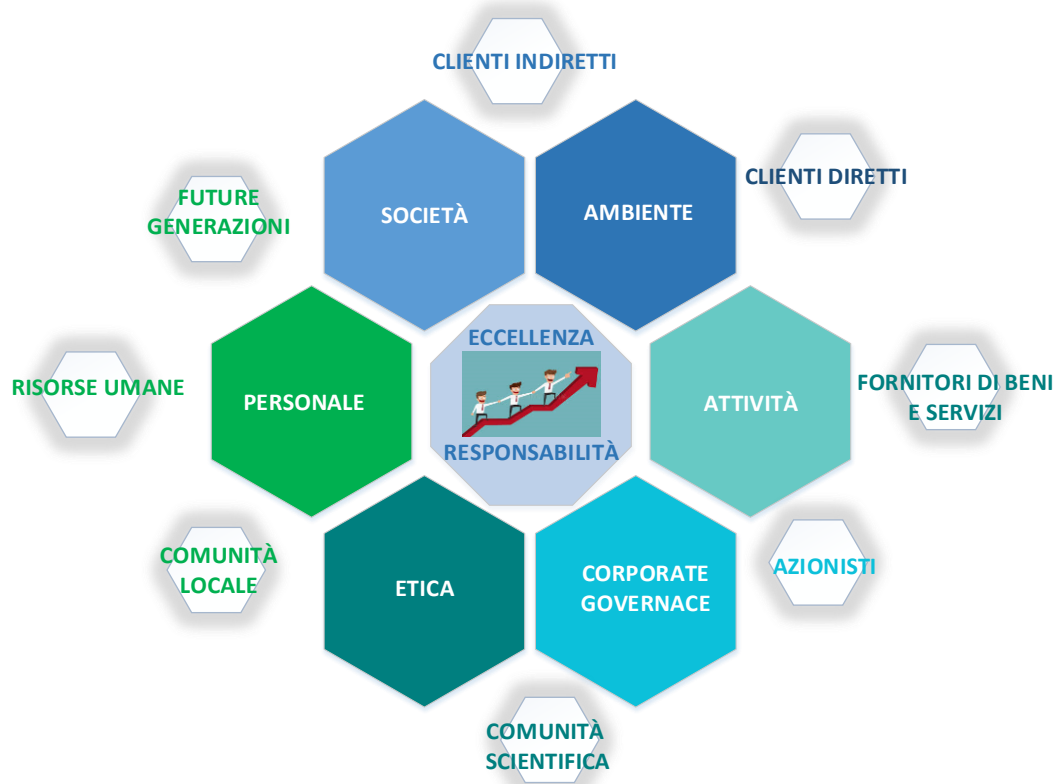 CLIENTI INDIRETTI
CLIENTI DIRETTI
FUTURE
GENERAZIONI
SOCIETÀ
AMBIENTE
ECCELLENZA
RISORSE UMANE
PERSONALE
ATTIVITÀ
FORNITORI DI BENI
E SERVIZI
RESPONSABILITÀ
COMUNITÀ
LOCALE
ETICA
CORPORATE
GOVERNACE
AZIONISTI
COMUNITÀ
SCIENTIFICA